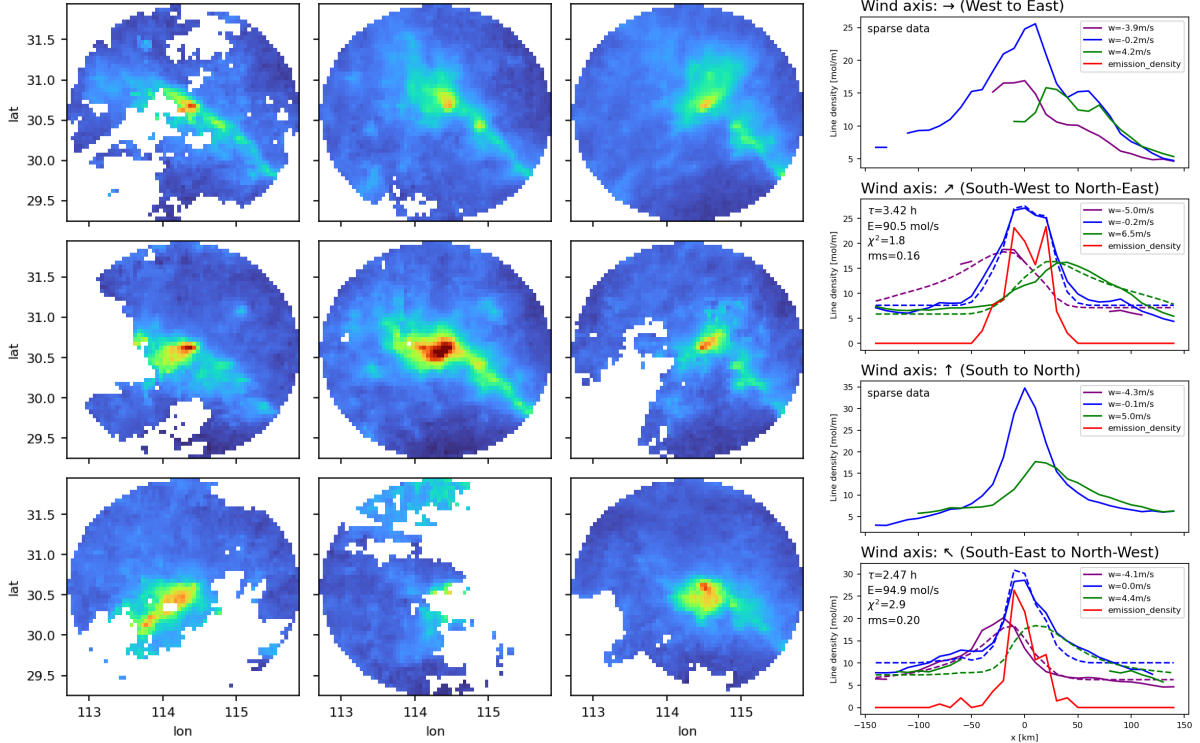 31.5
31.0
30.5
30.0
29.5
lat
31.5
31.0
30.5
30.0
29.5
lat
31.5
31.0
30.5
30.0
29.5
lat
113 114 115
lon
113 114 115
lon
113 114 115
lon
Wind axis: → (West to East)
sparse data
w=-3.9m/s
w=-0.2m/s
w=4.2m/s
emission_density
Line density [mol/m]
25
20
15
10
5
Wind axis: ↗ (South-West to North-East)
τ=3.42 h
E=90.5 mol/s
χ²=1.8
rms=0.16
w=-5.0m/s
w=-0.2m/s
w=6.5m/s
emission_density
Line density [mol/m]
25
20
15
10
5
0
Wind axis: ↑ (South to North)
sparse data
w=-4.3m/s
w=-0.1m/s
w=5.0m/s
emission_density
Line density [mol/m]
35
30
25
20
15
10
5
Wind axis: ↖ (South-East to North-West)
τ=2.47 h
E=94.9 mol/s
χ²=2.9
rms=0.20
w=-4.1m/s
w=0.0m/s
w=4.4m/s
emission_density
Line density [mol/m]
30
25
20
15
10
5
0
−150 −100 −50 0 50 100 150
x [km]